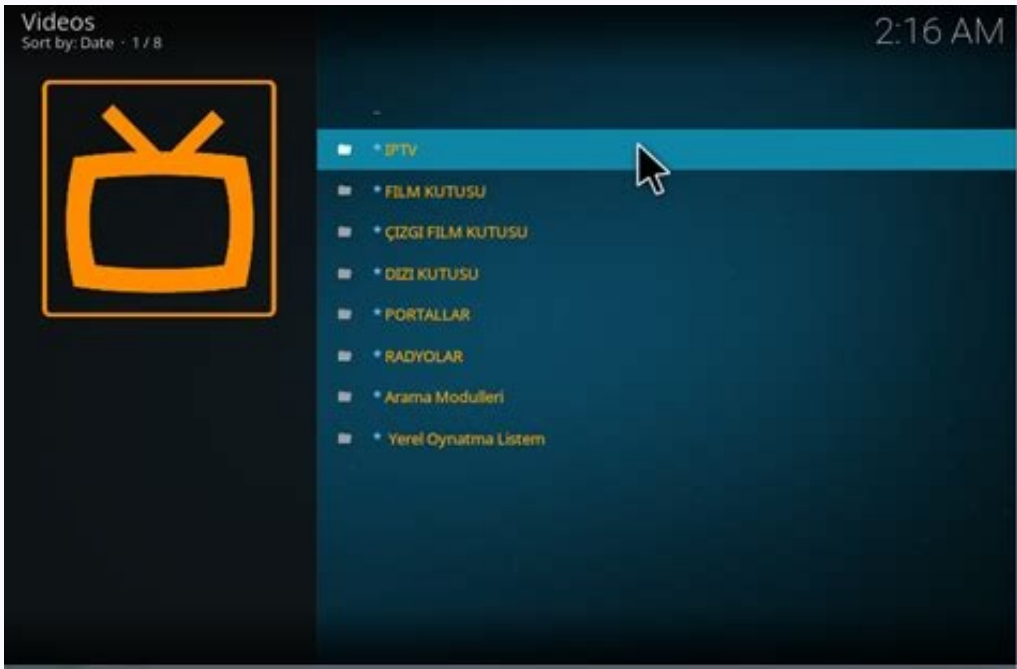 Videos
Sort by: Date · 1 / 8
2:16 AM
..
* IPTV
* FILM KUTUSU
* ÇIZGI FILM KUTUSU
* DIZI KUTUSU
* PORTALLAR
* RADYOLAR
* Arama Modulleri
* Yerel Oynatma Listem